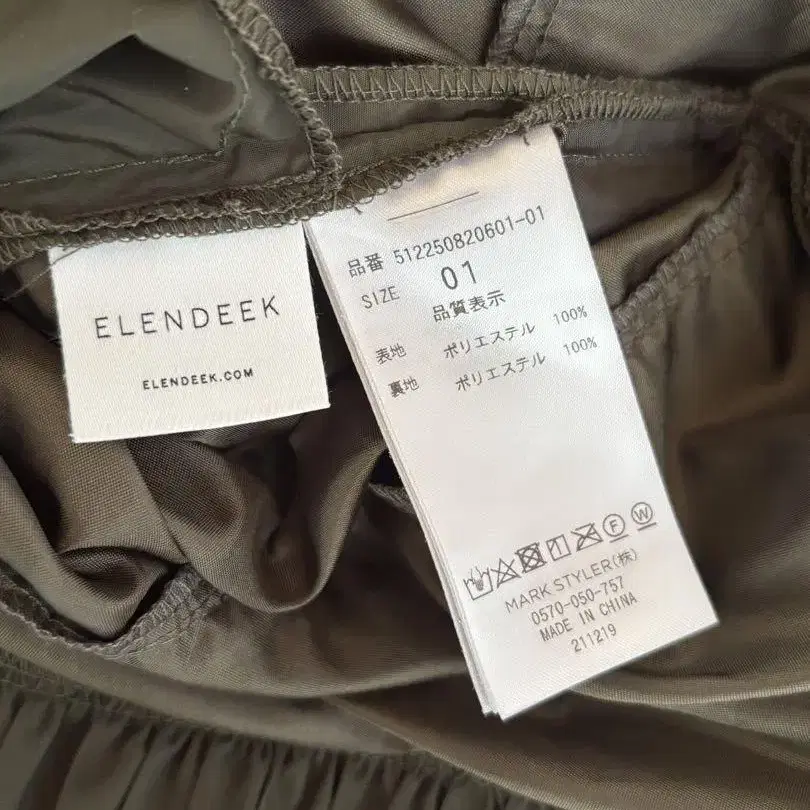 ELENDEEK
ELENDEEK.COM
品番 512250820601-01
SIZE 01
品質表示
表地 ポリエステル 100%
裏地 ポリエステル 100%
F W
MARK STYLER(株)
0570-050-757
MADE IN CHINA
211219